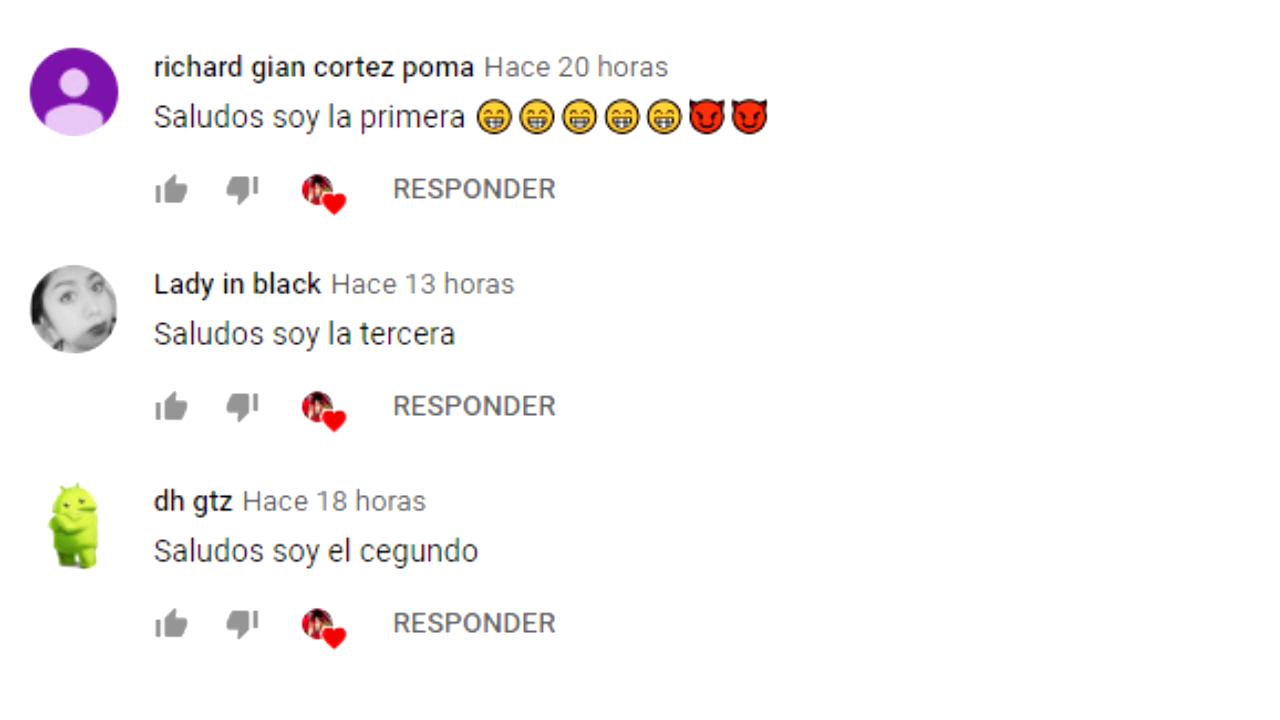 richard gian cortez poma Hace 20 horas
Saludos soy la primera 😁😁😁😁😁😈😈
RESPONDER
Lady in black Hace 13 horas
Saludos soy la tercera
RESPONDER
dh gtz Hace 18 horas
Saludos soy el cegundo
RESPONDER